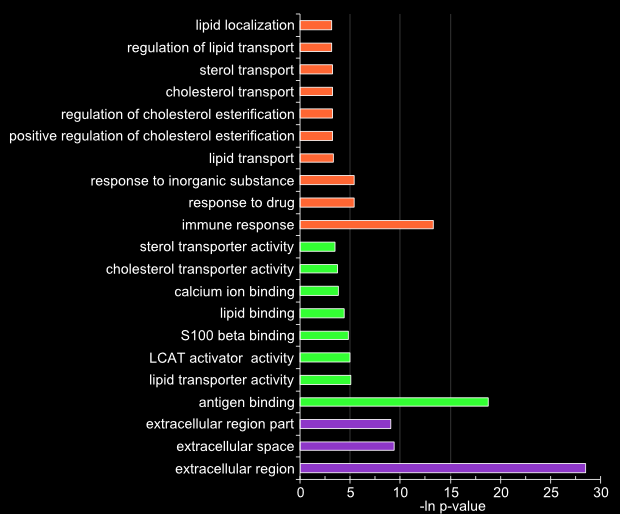 lipid localization
regulation of lipid transport
sterol transport
cholesterol transport
regulation of cholesterol esterification
positive regulation of cholesterol esterification
lipid transport
response to inorganic substance
response to drug
immune response
sterol transporter activity
cholesterol transporter activity
calcium ion binding
lipid binding
S100 beta binding
LCAT activator activity
lipid transporter activity
antigen binding
extracellular region part
extracellular space
extracellular region
0 5 10 15 20 25 30
-ln p-value